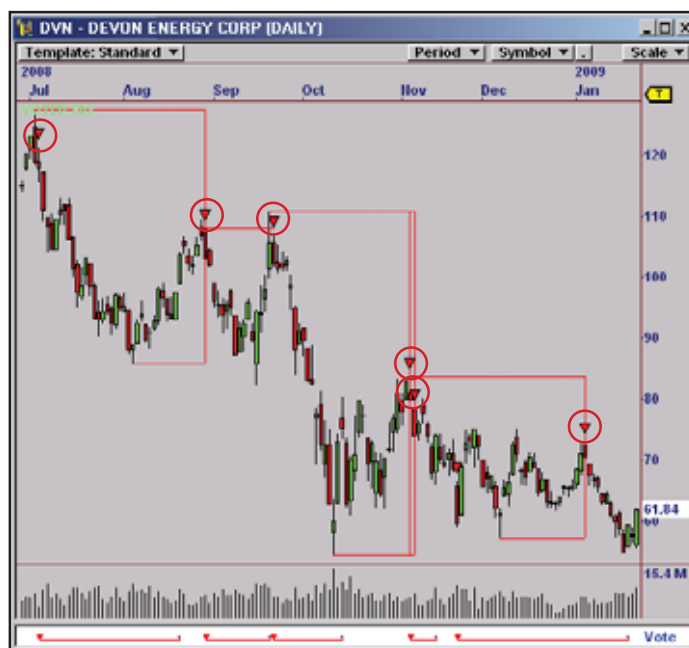 DVN - DEVON ENERGY CORP (DAILY)
Template: Standard Period Symbol . Scale
2008 2009
Jul Aug Sep Oct Nov Dec Jan
T
120
110
100
90
80
70
61.84
60
15.4 M
Vote